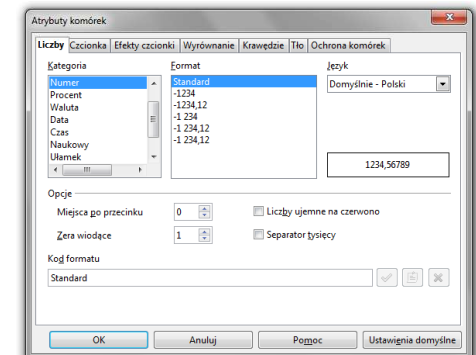 Atrybuty komórek
Liczby Czcionka Efekty czcionki Wyrównanie Krawędzie Tło Ochrona komórek
Kategoria Format Język
Numer
Procent
Waluta
Data
Czas
Naukowy
Ułamek
Standard
-1234
-1234,12
-1 234
-1 234,12
-1 234,12
Domyślnie - Polski
1234,56789
Opcje
Miejsca po przecinku 0 Liczby ujemne na czerwono
Zera wiodące 1 Separator tysięcy
Kod formatu
Standard
OK Anuluj Pomoc Ustawienia domyślne